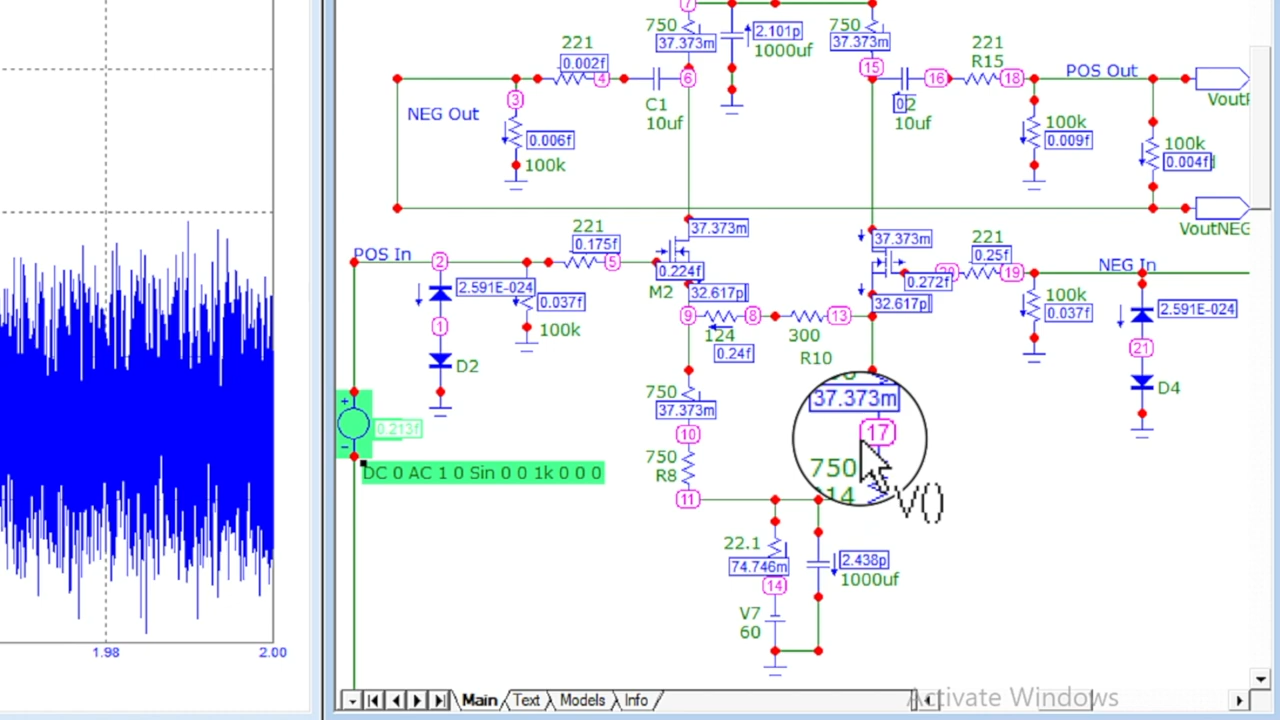 7
750
37.373m
2.101p
1000uf
750
37.373m
15
221
0.002f
4
6
C1
10uf
16
10uf
221
R15
18
POS Out
VoutNEG
NEG Out
3
0.006f
100k
100k
0.009f
100k
0.004f
POS In
2
221
0.175f
5
37.373m
0.224f
M2
32.617p
37.373m
0.272f
32.617p
221
0.25f
19
NEG In
2.591E-024
0.037f
100k
1
D2
9
8
13
124
0.24f
300
R10
100k
0.037f
2.591E-024
21
D4
750
37.373m
10
750
R8
11
37.373m
17
750
14
0.213f
DC 0 AC 1 0 Sin 0 0 1k 0 0 0
22.1
74.746m
14
V7
60
2.438p
1000uf
1.98
2.00
Main
Text
Models
Info
Activate Windows